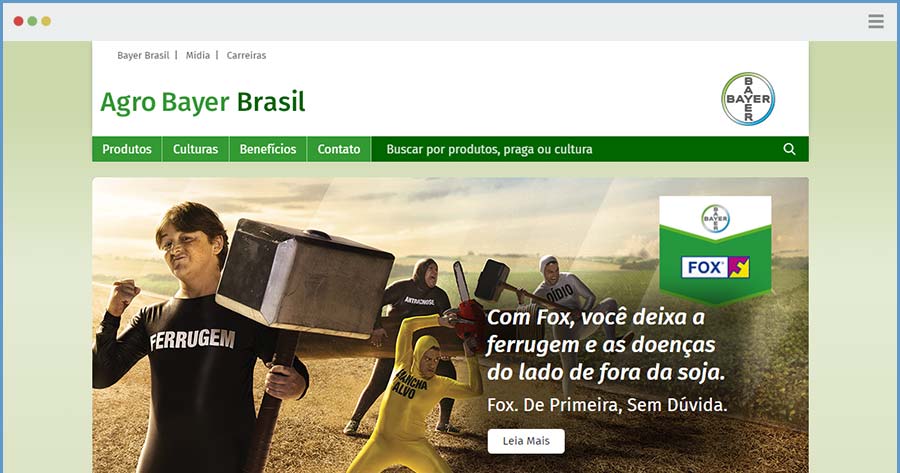 Bayer Brasil | Mídia | Carreiras
Agro Bayer Brasil
BAYER
BAYER
Produtos Culturas Benefícios Contato Buscar por produtos, praga ou cultura
BAYER
BAYER
FOX
FERRUGEM
ANTRACNOSE
OÍDIO
MANCHA
ALVO
Com Fox, você deixa a
ferrugem e as doenças
do lado de fora da soja.
Fox. De Primeira, Sem Dúvida.
Leia Mais